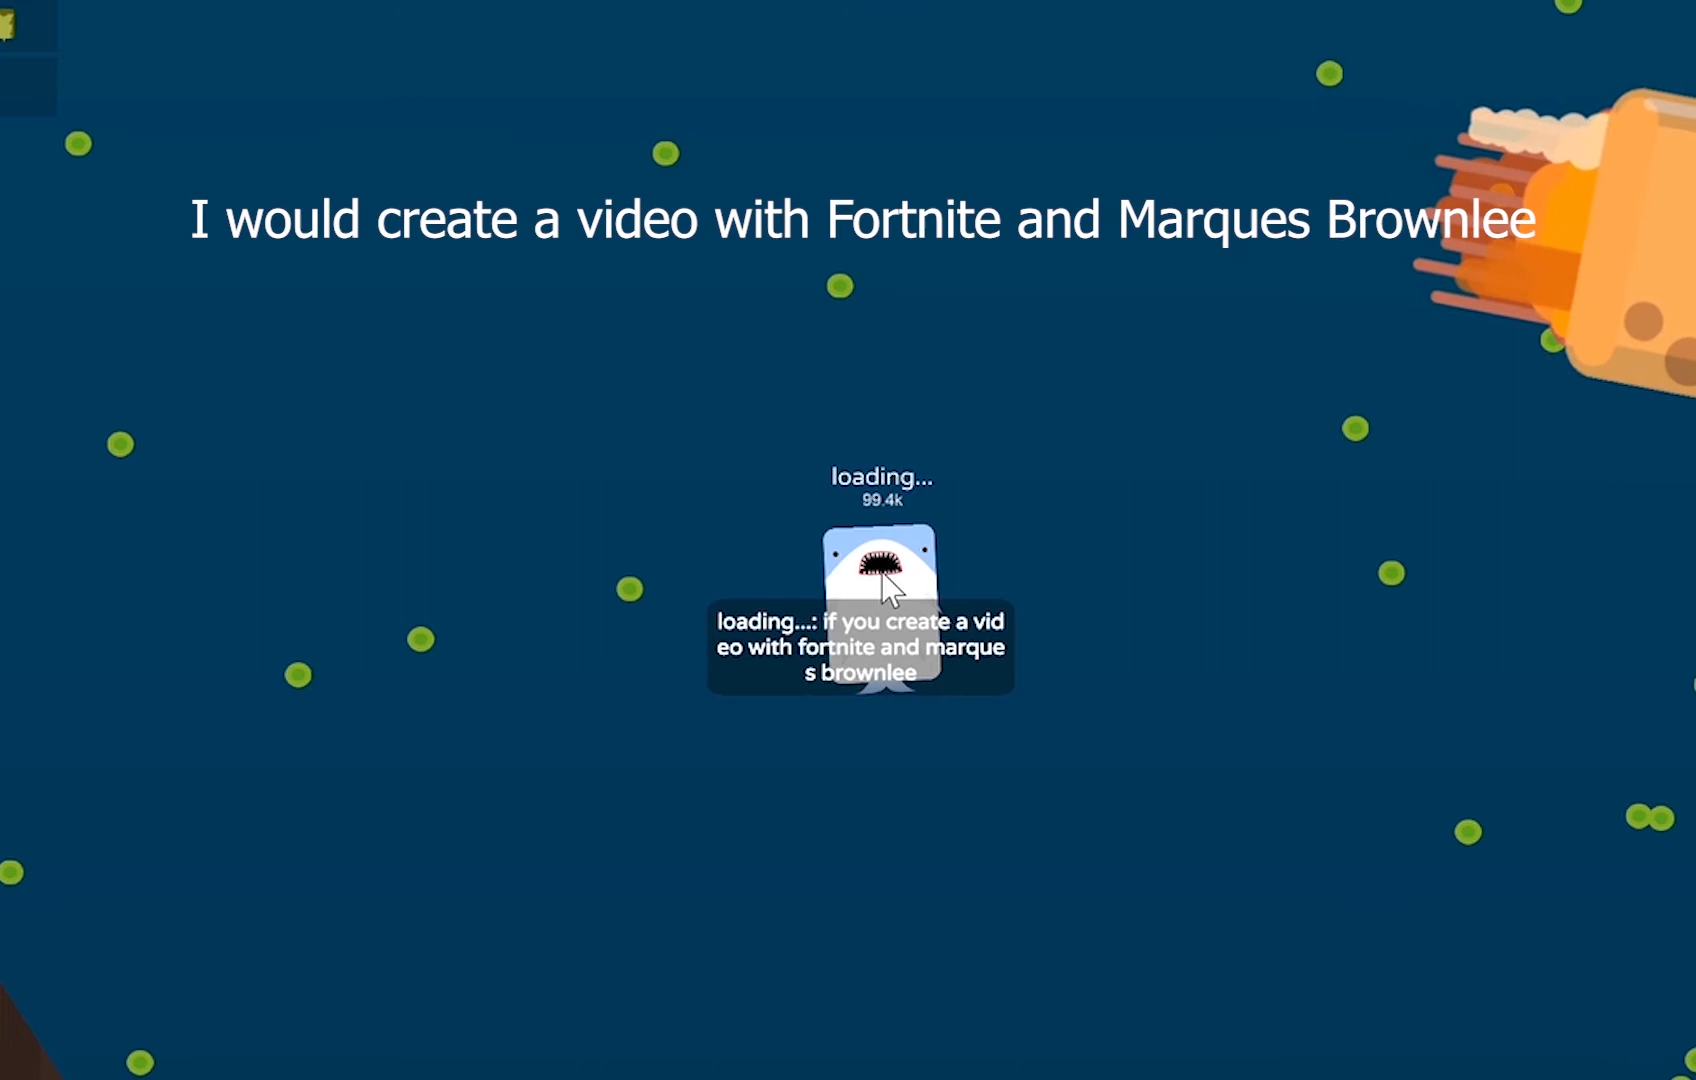 I would create a video with Fortnite and Marques Brownlee
loading...
99.4k
loading...: if you create a vid
eo with fortnite and marque
s brownlee